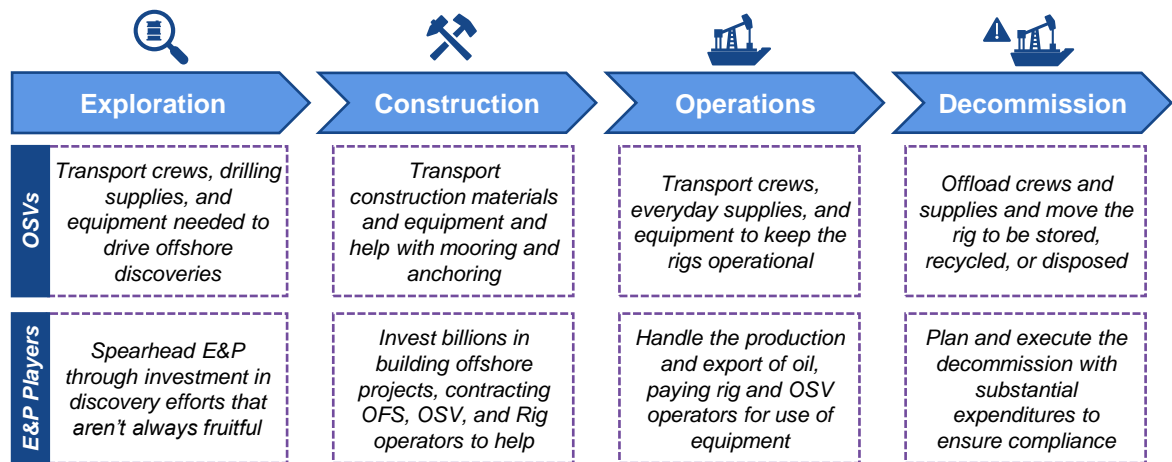 Exploration
Construction
Operations
Decommission
OSVs
Transport crews, drilling
supplies, and
equipment needed to
drive offshore
discoveries
Transport
construction materials
and equipment and
help with mooring and
anchoring
Transport crews,
everyday supplies, and
equipment to keep the
rigs operational
Offload crews and
supplies and move the
rig to be stored,
recycled, or disposed
E&P Players
Spearhead E&P
through investment in
discovery efforts that
aren’t always fruitful
Invest billions in
building offshore
projects, contracting
OFS, OSV, and Rig
operators to help
Handle the production
and export of oil,
paying rig and OSV
operators for use of
equipment
Plan and execute the
decommission with
substantial
expenditures to
ensure compliance